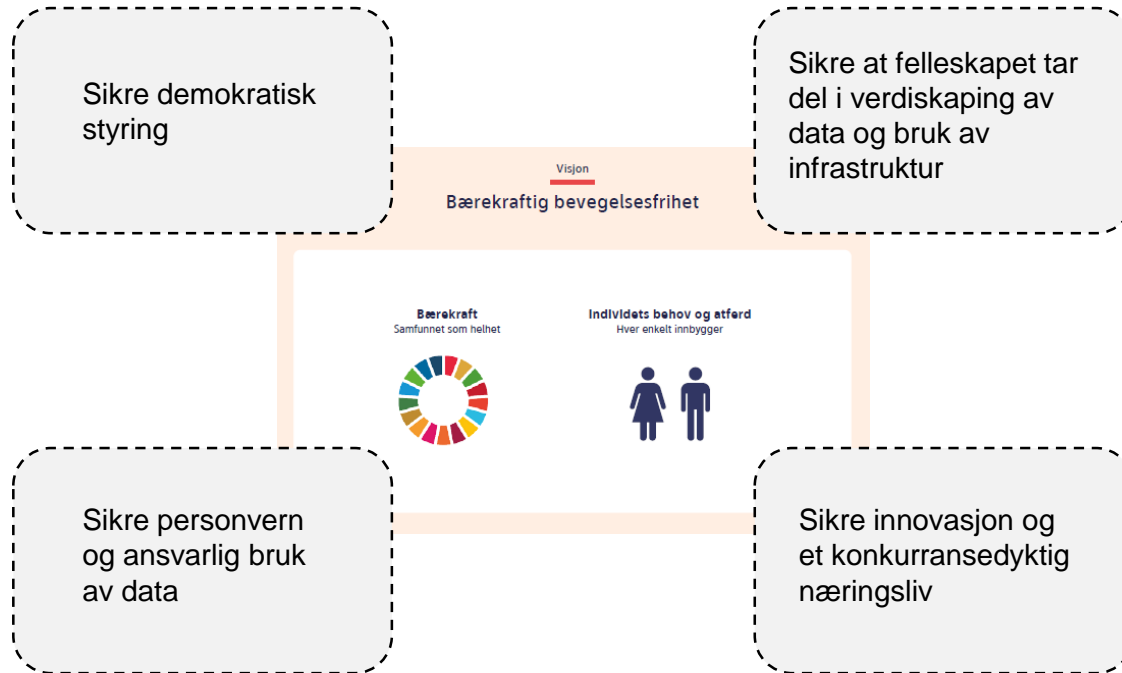 Sikre demokratisk
styring
Sikre at felleskapet tar
del i verdiskaping av
data og bruk av
infrastruktur
Visjon
Bærekraftig bevegelsesfrihet
Bærekraft
Samfunnet som helhet
Individets behov og atferd
Hver enkelt innbygger
Sikre personvern
og ansvarlig bruk
av data
Sikre innovasjon og
et konkurransedyktig
næringsliv